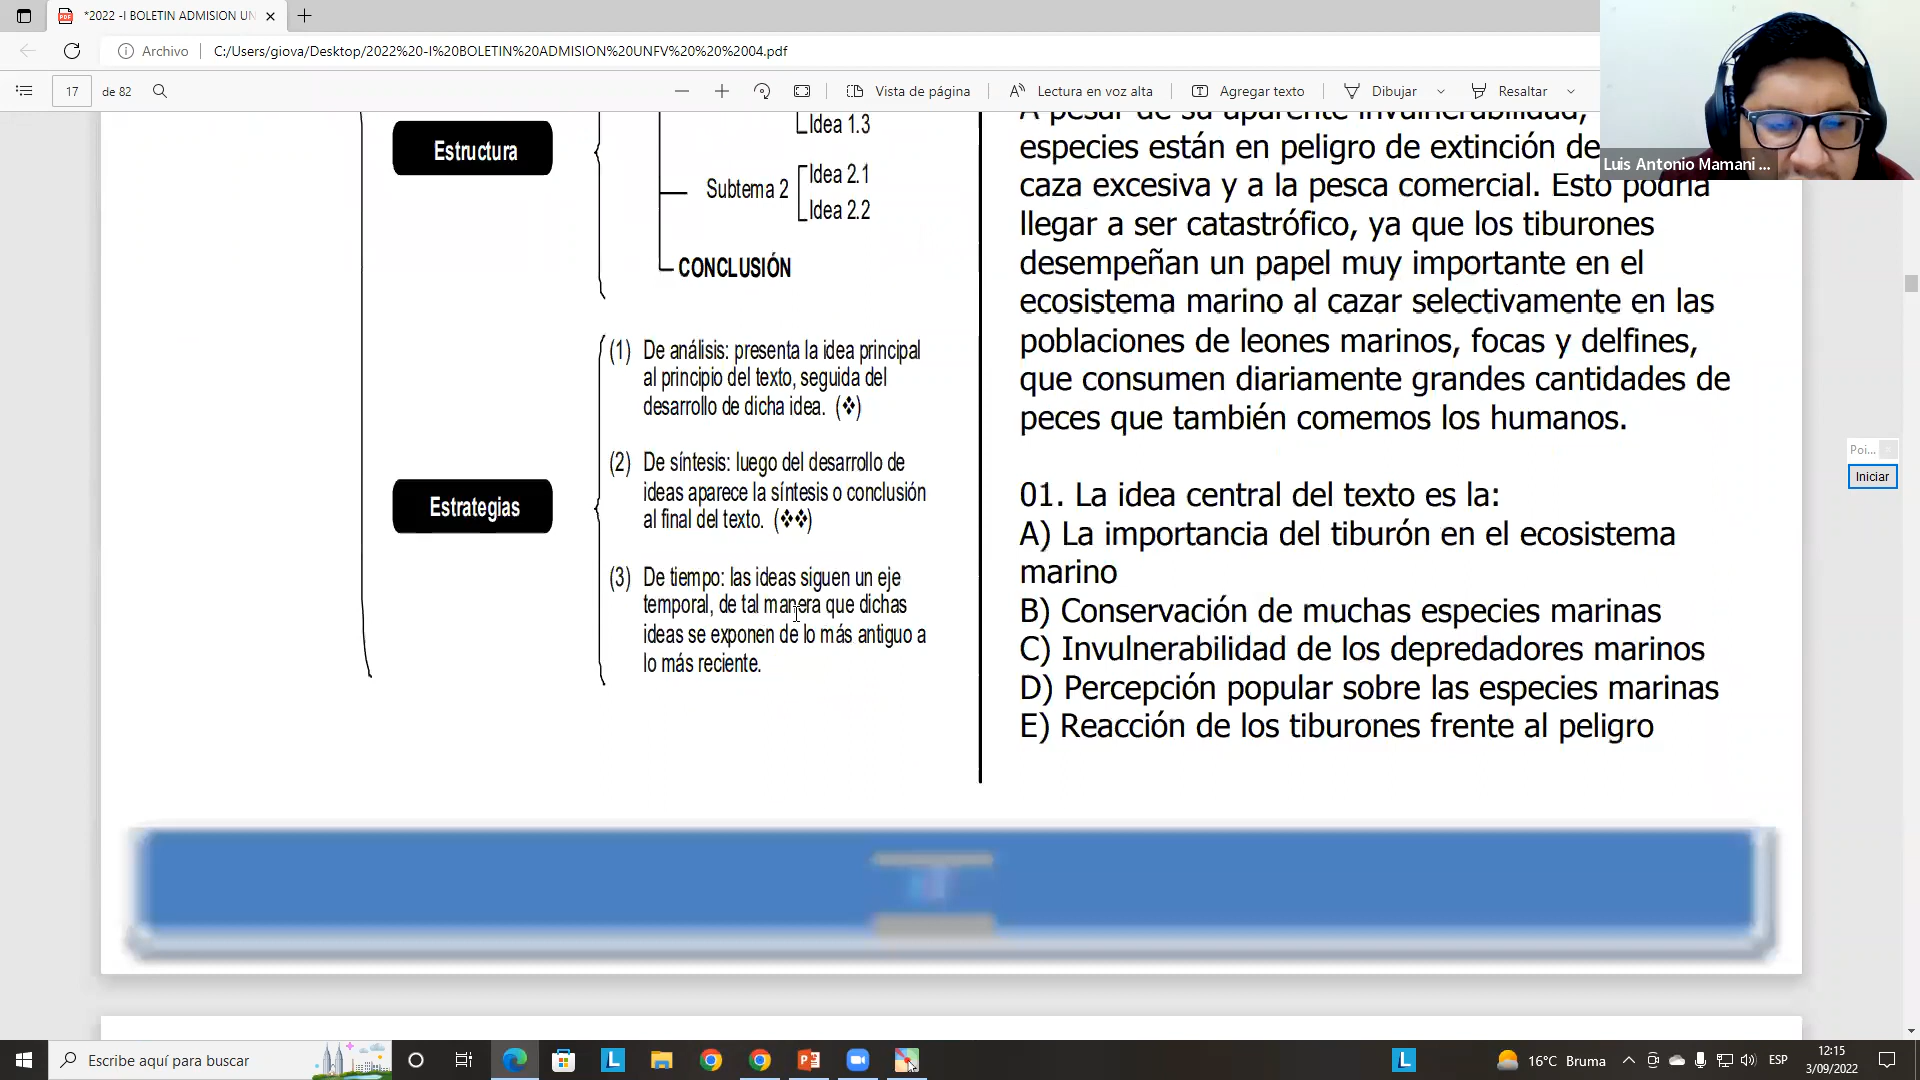 *2022 -I BOLETIN ADMISION UN
Archivo
C:/Users/giova/Desktop/2022%20-I%20BOLETIN%20ADMISION%20UNFV%20%20%2004.pdf
17
de 82
Vista de página
Lectura en voz alta
Agregar texto
Dibujar
Resaltar
Luis Antonio Mamani ...
Estructura
Idea 1.3
Subtema 2
Idea 2.1
Idea 2.2
CONCLUSIÓN
Estrategias
(1) De análisis: presenta la idea principal
al principio del texto, seguida del
desarrollo de dicha idea. (❖)
(2) De síntesis: luego del desarrollo de
ideas aparece la síntesis o conclusión
al final del texto. (❖❖)
(3) De tiempo: las ideas siguen un eje
temporal, de tal manera que dichas
ideas se exponen de lo más antiguo a
lo más reciente.
A pesar de su aparente invulnerabilidad,
especies están en peligro de extinción de
caza excesiva y a la pesca comercial. Esto podría
llegar a ser catastrófico, ya que los tiburones
desempeñan un papel muy importante en el
ecosistema marino al cazar selectivamente en las
poblaciones de leones marinos, focas y delfines,
que consumen diariamente grandes cantidades de
peces que también comemos los humanos.
01. La idea central del texto es la:
A) La importancia del tiburón en el ecosistema
marino
B) Conservación de muchas especies marinas
C) Invulnerabilidad de los depredadores marinos
D) Percepción popular sobre las especies marinas
E) Reacción de los tiburones frente al peligro
Poi...
Iniciar
Escribe aquí para buscar
16°C Bruma
ESP
12:15
3/09/2022